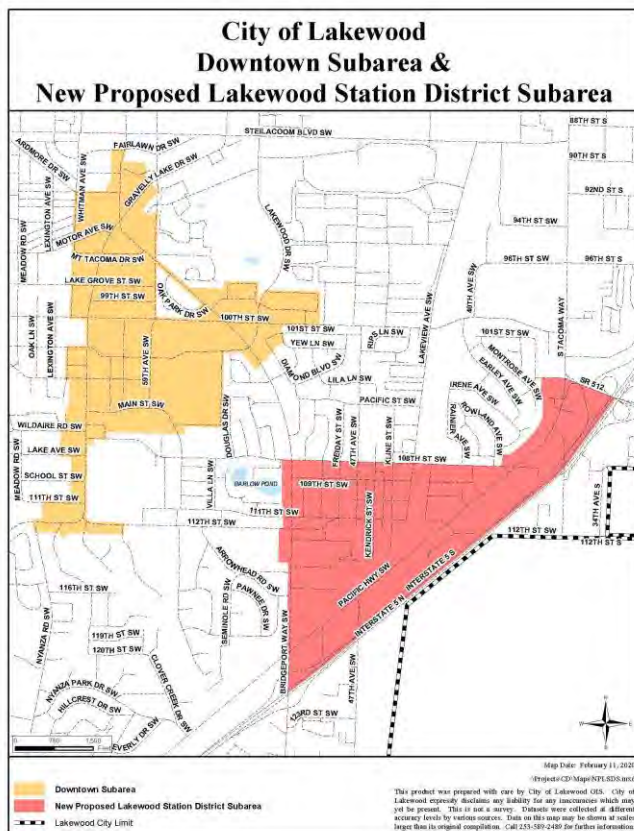 City of Lakewood
Downtown Subarea &
New Proposed Lakewood Station District Subarea
STEILACOOM BLVD SW
88TH ST S
FAIRLAWN DR SW
90TH ST S
ARDMORE DR SW
WHITMAN AVE SW
GRAVELLY LAKE DR SW
92ND ST S
MEADOW RD SW
LEXINGTON AVE SW
LAKEWOOD DR SW
94TH ST SW
MOTOR AVE SW
MT TACOMA DR SW
96TH ST SW
96TH ST S
LAKE GROVE ST SW
99TH ST SW
OAK PARK DR SW
40TH AVE SW
S TACOMA WAY
LAKEVIEW AVE SW
100TH ST SW
101ST ST SW
RIPS LN SW
101ST ST SW
OAK LN SW
LEXINGTON AVE SW
YEW LN SW
MONTROSE AVE SW
59TH AVE SW
DIAMOND BLVD SW
EARLEY AVE SW
LILA LN SW
IRENE AVE SW
SR 512
MAIN ST SW
PACIFIC ST SW
ROWLAND AVE SW
RAINIER AVE SW
WILDAIRE RD SW
DOUGLAS DR SW
FREIDAY ST SW
47TH AVE SW
KLINE ST SW
LAKE AVE SW
108TH ST SW
MEADOW RD SW
SCHOOL ST SW
VILLA LN SW
BARLOW POND
109TH ST SW
34TH AVE S
111TH ST SW
111TH ST SW
112TH ST SW
KENDRICK ST SW
112TH ST SW
112TH ST S
ARROWHEAD RD SW
PACIFIC HWY SW
INTERSTATE 5 N
INTERSTATE 5 S
116TH ST SW
SEMINOLE RD SW
PAWNEE DR SW
NYANZA RD SW
119TH ST SW
120TH ST SW
CLOVER CREEK DR SW
BRIDGEPORT WAY SW
47TH AVE SW
NYANZA PARK DR SW
HILLCREST DR SW
123RD ST SW
EVERLY DR SW
0 750 1,500
Map Date: February 11, 2020
Downtown Subarea
New Proposed Lakewood Station District Subarea
Lakewood City Limit
This product was prepared with care by City of Lakewood GIS. City of
Lakewood expressly disclaims any liability for any inaccuracies which may
yet be present. This is not a survey. Datasets were collected at different
accuracy levels by various sources. Data on this map may be shown at scales
larger than its original compilation. Call 253-589-2489 for further information.